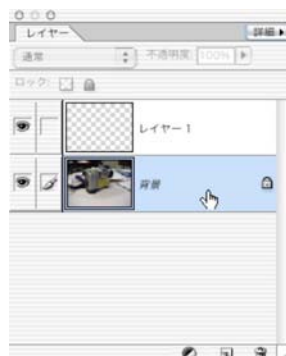 レイヤー
詳細
通常
不透明度: 100%
ロック:
レイヤー 1
背景